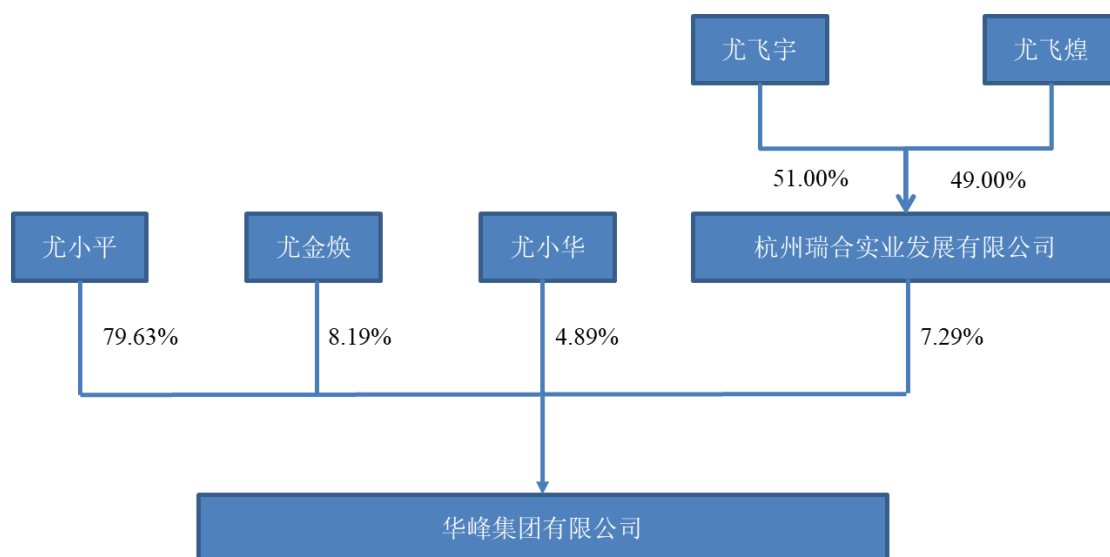 尤飞宇
尤飞煌
51.00%
49.00%
尤小平
尤金焕
尤小华
杭州瑞合实业发展有限公司
79.63%
8.19%
4.89%
7.29%
华峰集团有限公司